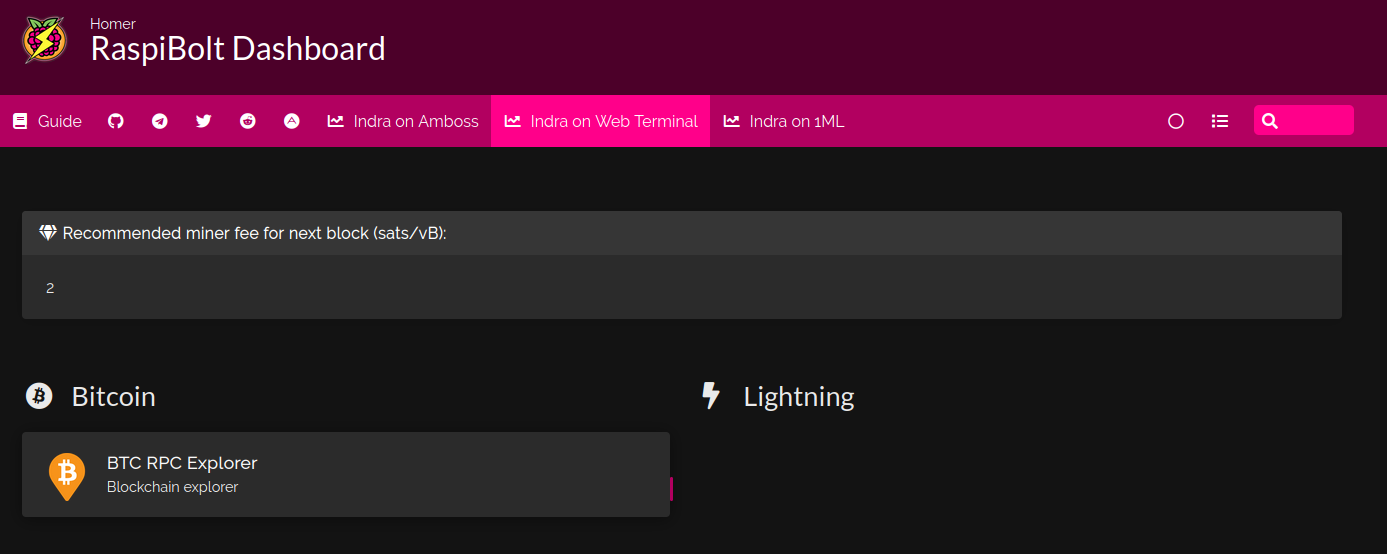 Homer
RaspiBolt Dashboard
Guide
Indra on Amboss
Indra on Web Terminal
Indra on 1ML
Recommended miner fee for next block (sats/vB):
2
Bitcoin
Lightning
BTC RPC Explorer
Blockchain explorer